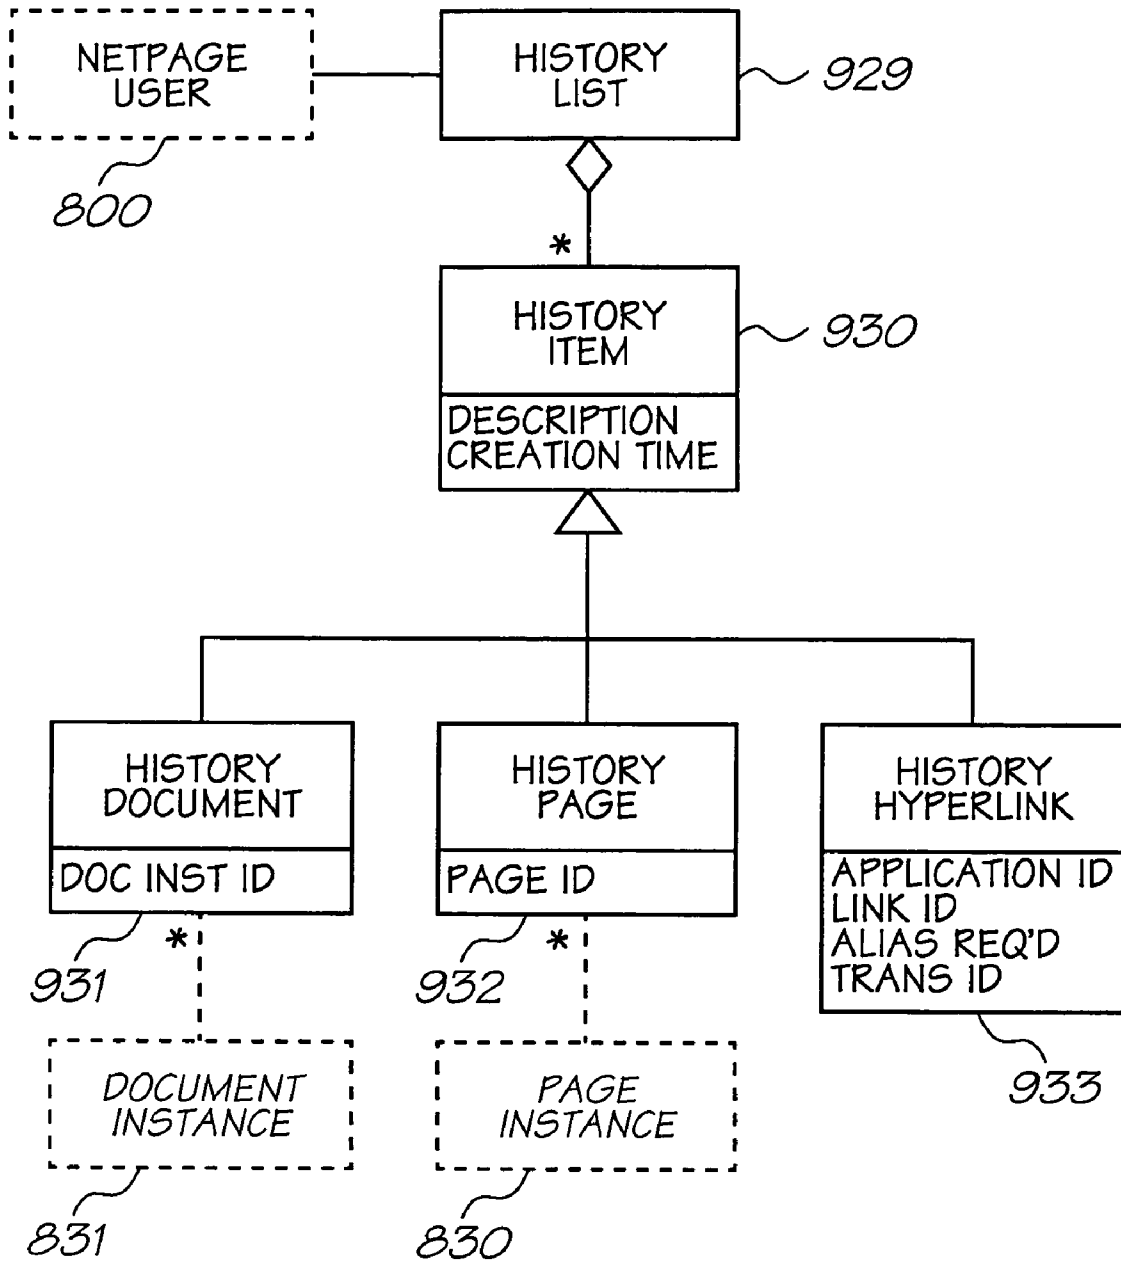 NETPAGE
USER
800
HISTORY
LIST
929
*
HISTORY
ITEM
930
DESCRIPTION
CREATION TIME
HISTORY
DOCUMENT
DOC INST ID
931
*
HISTORY
PAGE
PAGE ID
932
*
HISTORY
HYPERLINK
APPLICATION ID
LINK ID
ALIAS REQ'D
TRANS ID
933
DOCUMENT
INSTANCE
831
PAGE
INSTANCE
830